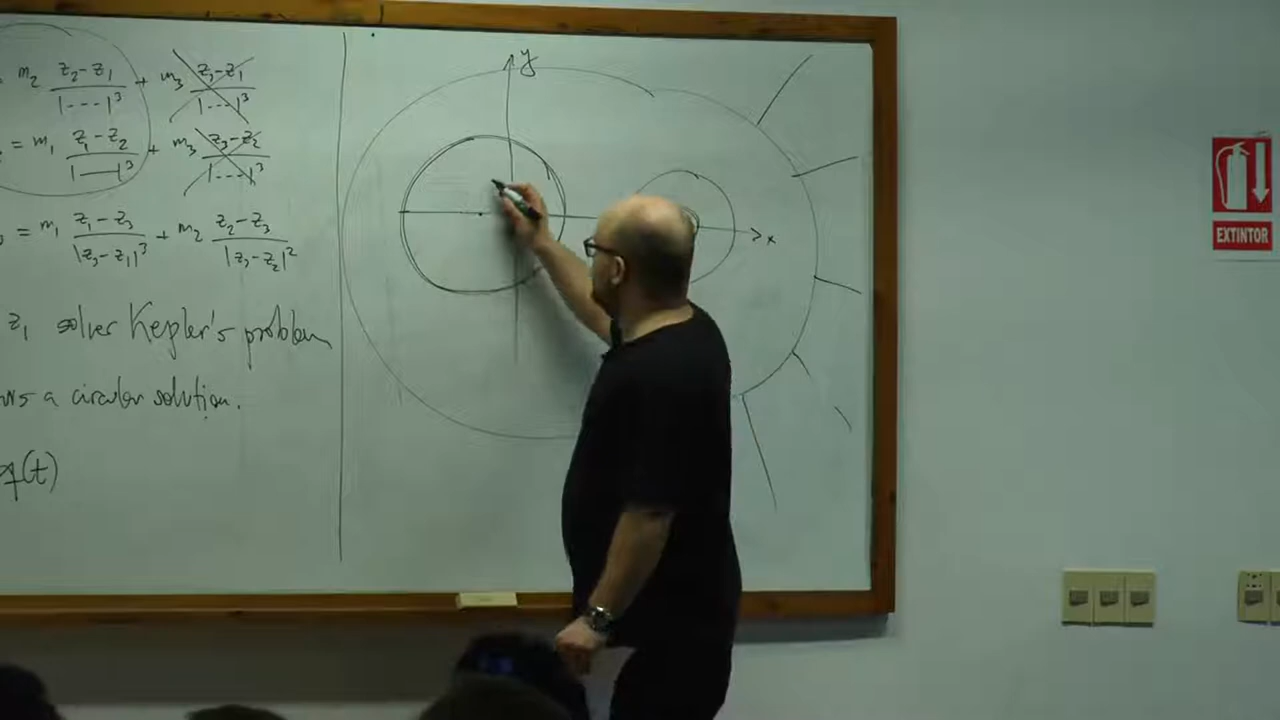 m₂ z₂-z₁ / |---|³ + m₃ z₃-z₁ / |---|³
= m₁ z₁-z₂ / |—|³ + m₃ z₃-z₂ / |---|³
= m₁ z₁-z₃ / |z₃-z₁|³ + m₂ z₂-z₃ / |z₃-z₂|²
z₁ solves Kepler's problem
a circular solution.
q(t)
y
x
EXTINTOR